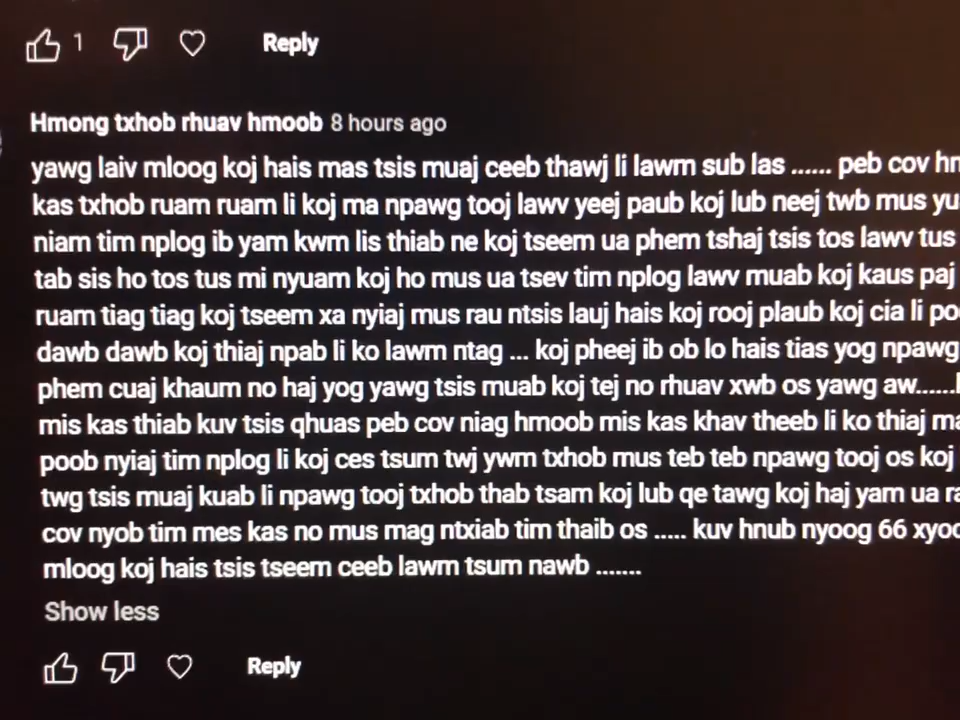 1 Reply
Hmong txhob rhuav hmoob 8 hours ago
yawg laiv mloog koj hais mas tsis muaj ceeb thawj li lawm sub las ...... peb cov
kas txhob ruam ruam li koj ma npawg tooj lawv yeej paub koj lub neej twb mus
niam tim nplog ib yam kwm lis thiab ne koj tseem ua phem tshaj tsis tos lawv tus
tab sis ho tos tus mi nyuam koj ho mus ua tsev tim nplog lawv muab koj kaus paj
ruam tiag tiag koj tseem xa nyiaj mus rau ntsis lauj hais koj rooj plaub koj cia li
dawb dawb koj thiaj npab li ko lawm ntag ... koj pheej ib ob lo hais tias yog npawg
phem cuaj khaum no haj yog yawg tsis muab koj tej no rhuav xwb os yawg aw......
mis kas thiab kuv tsis qhuas peb cov niag hmoob mis kas khav theeb li ko thiaj
poob nyiaj tim nplog li koj ces tsum twj ywm txhob mus teb teb npawg tooj os koj
twg tsis muaj kuab li npawg tooj txhob thab tsam koj lub qe tawg koj haj yam ua
cov nyob tim mes kas no mus mag ntxiab tim thaib os ..... kuv hnub nyoog 66
mloog koj hais tsis tseem ceeb lawm tsum nawb .......
Show less
Reply